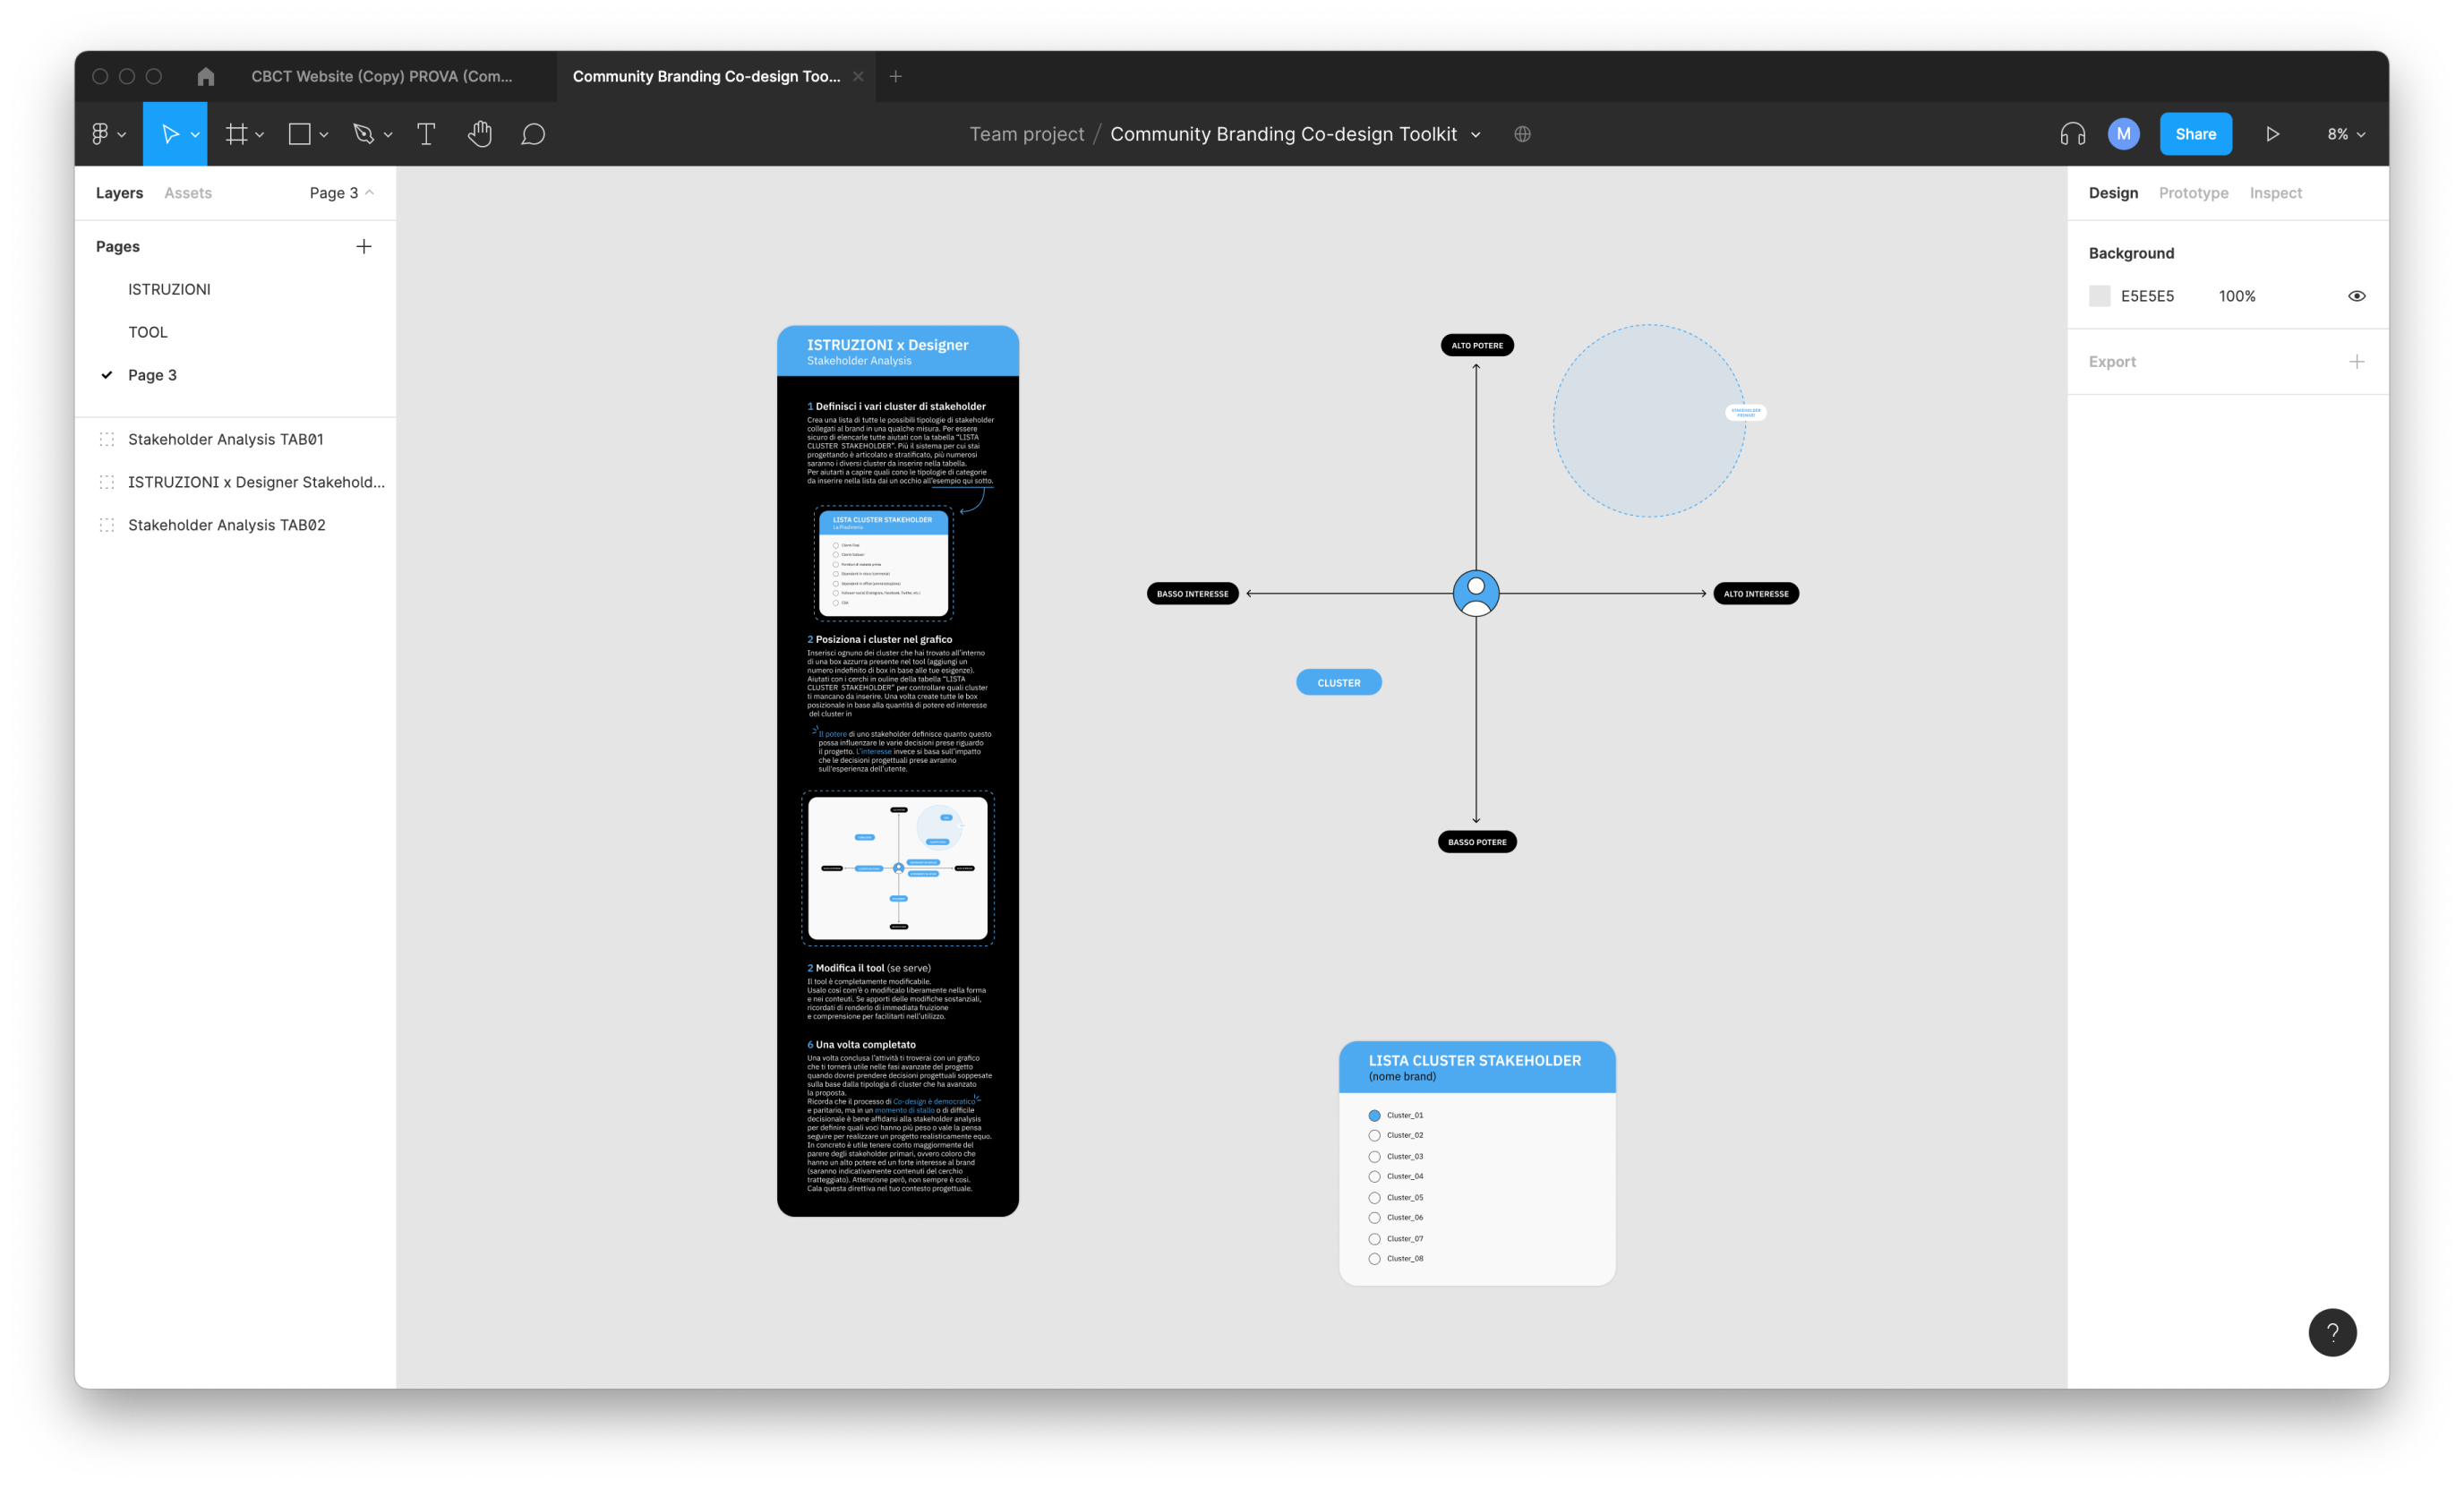 CBCT Website (Copy) PROVA (Com...
Community Branding Co-design Too...
Team project / Community Branding Co-design Toolkit
M
Share
8%
Layers
Assets
Page 3
Pages
ISTRUZIONI
TOOL
Page 3
Stakeholder Analysis TAB01
ISTRUZIONI x Designer Stakehold...
Stakeholder Analysis TAB02
ISTRUZIONI x Designer
Stakeholder Analysis
1 Definisci i vari cluster di stakeholder
Crea una lista di tutte le possibili tipologie di stakeholder
collegati al brand in una qualche misura. Per essere
sicuro di elencarle tutte aiutati con la tabella “LISTA
CLUSTER STAKEHOLDER”. Più il sistema per cui stai
progettando è articolato e stratificato, più numerosi
saranno i diversi cluster da inserire nella tabella.
Per aiutarti a capire quali cono le tipologie di categorie
da inserire nella lista dai un occhio all’esempio qui sotto.
LISTA CLUSTER STAKEHOLDER
La Piadineria
Clienti fissi
Clienti saltuari
Fornitori di materie prime
Follower social (Instagram, Facebook, Twitter, etc.)
2 Posiziona i cluster nel grafico
Inserisci ognuno dei cluster che hai trovato all’interno
di una box azzurra presente nel tool (aggiungi un
numero indefinito di box in base alle tue esigenze).
Aiutati con i cerchi in ouline della tabella “LISTA
CLUSTER STAKEHOLDER” per controllare quali cluster
ti mancano da inserire. Una volta create tutte le box
posizionale in base alla quantità di potere ed interesse
del cluster in
Il potere di uno stakeholder definisce quanto questo
possa influenzare le varie decisioni prese riguardo
il progetto. L’interesse invece si basa sull’impatto
che le decisioni progettuali prese avranno
sull’esperienza dell’utente.
2 Modifica il tool (se serve)
Il tool è completamente modificabile.
Usalo così com’è o modificalo liberamente nella forma
e nei conteuti. Se apporti delle modifiche sostanziali,
ricordati di renderlo di immediata fruizione
e comprensione per facilitarti nell’utilizzo.
6 Una volta completato
Una volta conclusa l’attività ti troverai con un grafico
che ti tornerà utile nelle fasi avanzate del progetto
quando dovrei prendere decisioni progettuali soppesate
sulla base dalla tipologia di cluster che ha avanzato
la proposta.
Ricorda che il processo di Co-design è democratico
e paritario, ma in un momento di stallo o di difficile
decisionale è bene affidarsi alla stakeholder analysis
per definire quali voci hanno più peso o vale la pensa
seguire per realizzare un progetto realisticamente equo.
In concreto è utile tenere conto maggiormente del
parere degli stakeholder primari, ovvero coloro che
hanno un alto potere ed un forte interesse al brand
(saranno indicativamente contenuti del cerchio
tratteggiato). Attenzione però, non sempre è così.
Cala questa direttiva nel tuo contesto progettuale.
ALTO POTERE
STAKEHOLDER
PRIMARI
BASSO INTERESSE
ALTO INTERESSE
CLUSTER
BASSO POTERE
LISTA CLUSTER STAKEHOLDER
(nome brand)
Cluster_01
Cluster_02
Cluster_03
Cluster_04
Cluster_05
Cluster_06
Cluster_07
Cluster_08
Design
Prototype
Inspect
Background
E5E5E5
100%
Export
?